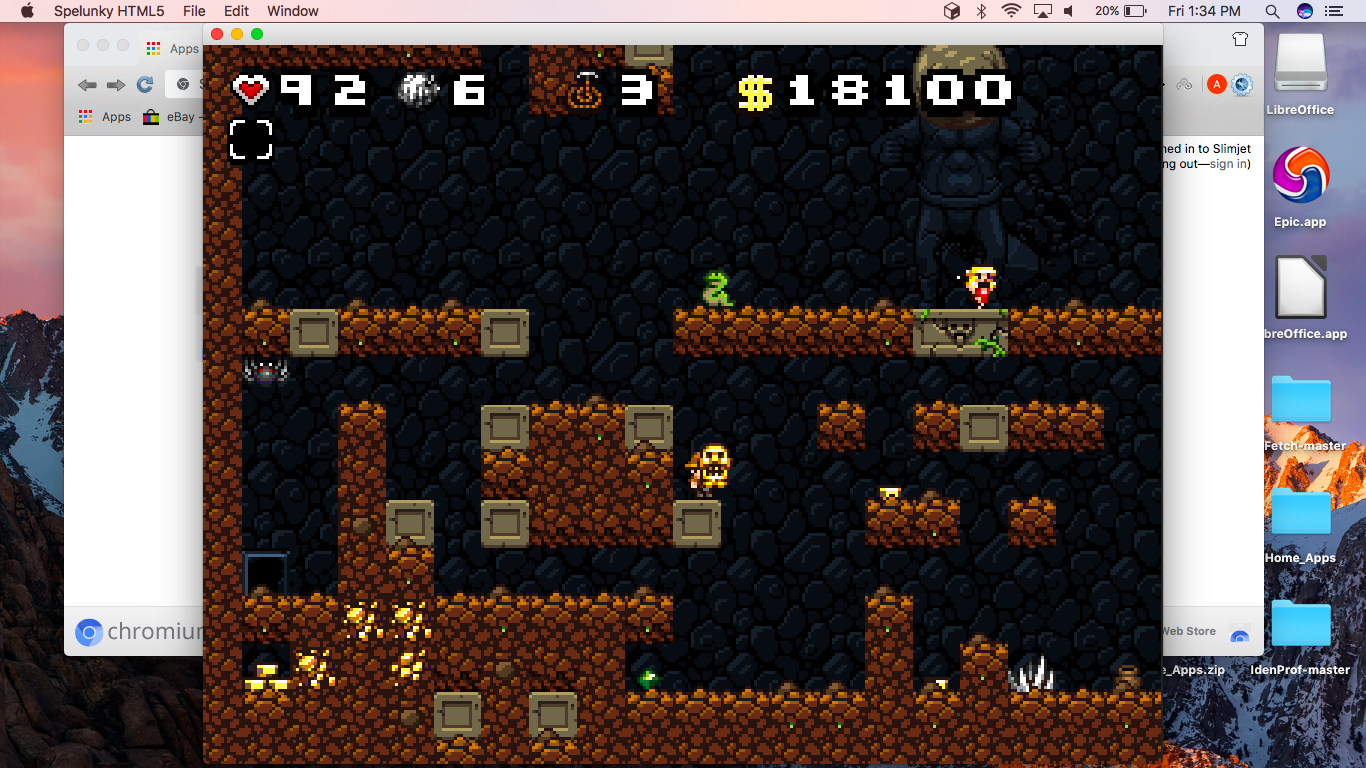 Spelunky HTML5 File Edit Window 20% Fri 1:34 PM
Apps
92 6 3 $18100
A
Apps eBay -
ned in to Slimjet
ng out—sign in)
LibreOffice
Epic.app
breOffice.app
Fetch-master
Home_Apps
chromiun
Web Store
e_Apps.zip IdenProf-master